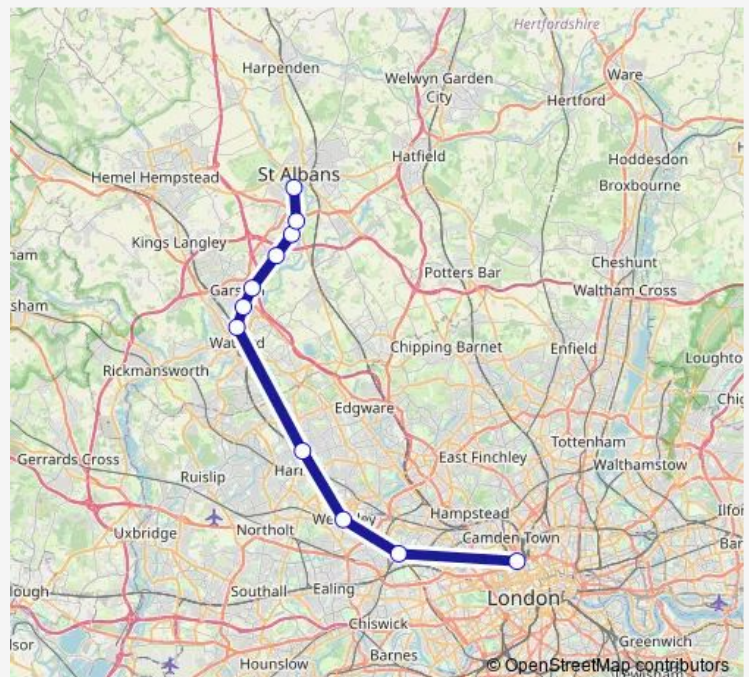 Hertfordshire
Harpenden
Welwyn Garden
City
Ware
Hertford
Hatfield
Hoddesdon
Broxbourne
St Albans
Hemel Hempstead
Kings Langley
Potters Bar
Cheshunt
Waltham Cross
Chipping Barnet
Enfield
Rickmansworth
Edgware
Tottenham
East Finchley
Walthamstow
Gerrards Cross
Ruislip
Hampstead
Camden Town
Uxbridge
Northolt
Southall
Ealing
London
Chiswick
Hounslow
Barnes
Greenwich
© OpenStreetMap contributors